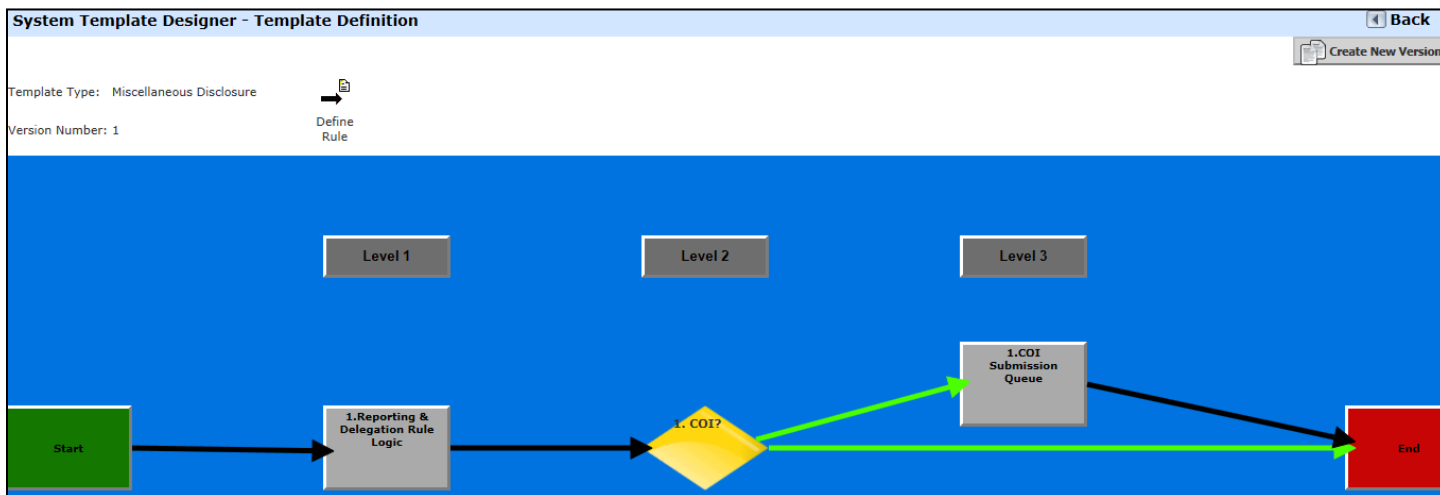 System Template Designer - Template Definition
Back
Create New Version
Template Type: Miscellaneous Disclosure
Define
Rule
Version Number: 1
Level 1
Level 2
Level 3
1.COI
Submission
Queue
Start
1.Reporting &
Delegation Rule
Logic
1. COI?
End